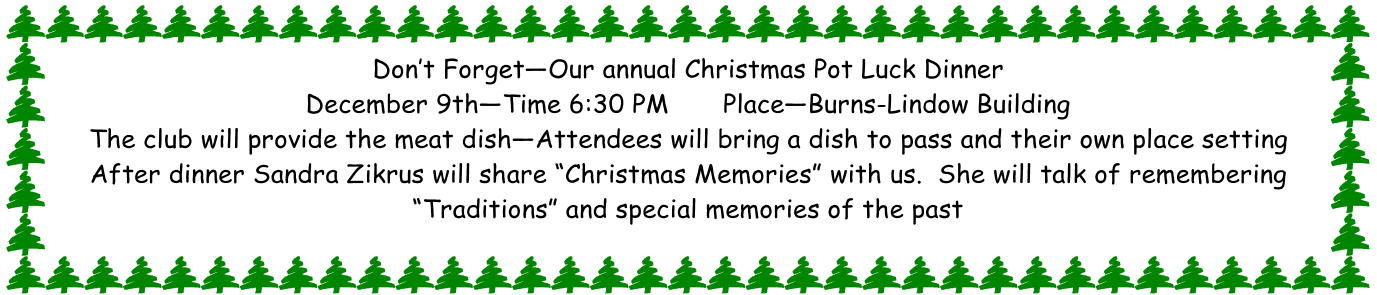 Don't Forget—Our annual Christmas Pot Luck Dinner
December 9th—Time 6:30 PM Place—Burns-Lindow Building
The club will provide the meat dish—Attendees will bring a dish to pass and their own place setting
After dinner Sandra Zikrus will share “Christmas Memories” with us. She will talk of remembering
“Traditions” and special memories of the past